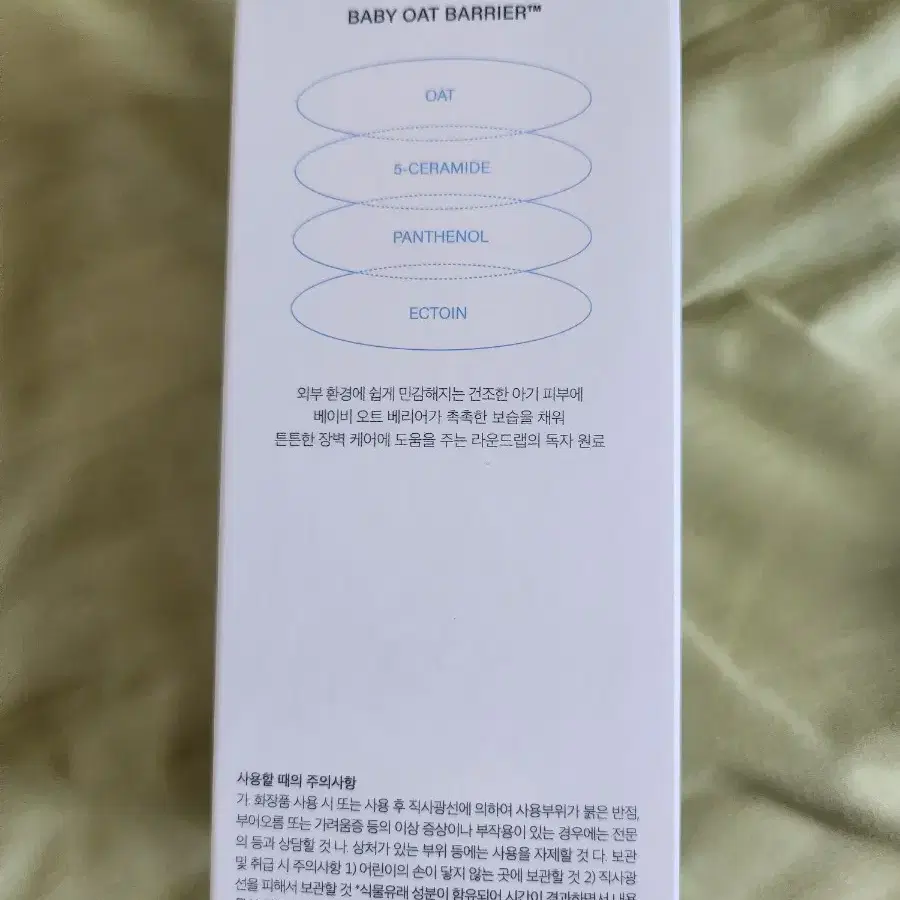 BABY OAT BARRIER™
OAT
5-CERAMIDE
PANTHENOL
ECTOIN
외부 환경에 쉽게 민감해지는 건조한 아기 피부에
베이비 오트 베리어가 촉촉한 보습을 채워
튼튼한 장벽 케어에 도움을 주는 라운드랩의 독자 원료
사용할 때의 주의사항
가. 화장품 사용 시 또는 사용 후 직사광선에 의하여 사용부위가 붉은 반점,
부어오름 또는 가려움증 등의 이상 증상이나 부작용이 있는 경우에는 전문
의 등과 상담할 것 나. 상처가 있는 부위 등에는 사용을 자제할 것 다. 보관
및 취급 시 주의사항 1) 어린이의 손이 닿지 않는 곳에 보관할 것 2) 직사광
선을 피해서 보관할 것 *식물유래 성분이 함유되어 시간이 경과하면서 내용